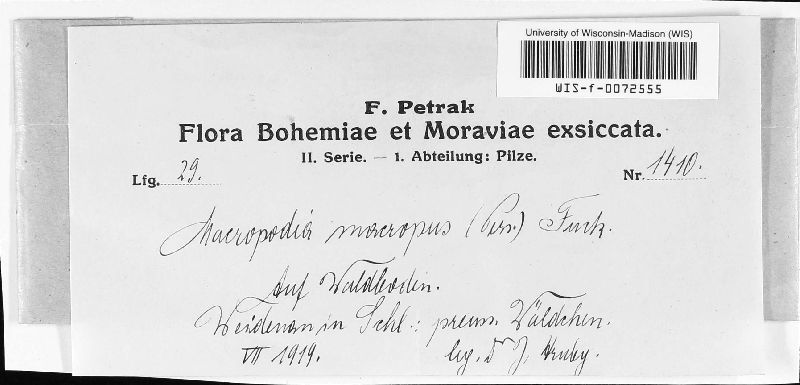 University of Wisconsin-Madison (WIS)
WIS-f-0072555
F. Petrak
Flora Bohemiae et Moraviae exsiccata.
II. Serie. — 1. Abteilung: Pilze.
Lfg. 29. Nr. 1410.
Macropodia macropus (Pers.) Fuck.
Auf Waldboden.
Weidenau in Schl.: preuss. Wäldchen.
VII 1919. leg. Dr J. Hruby.